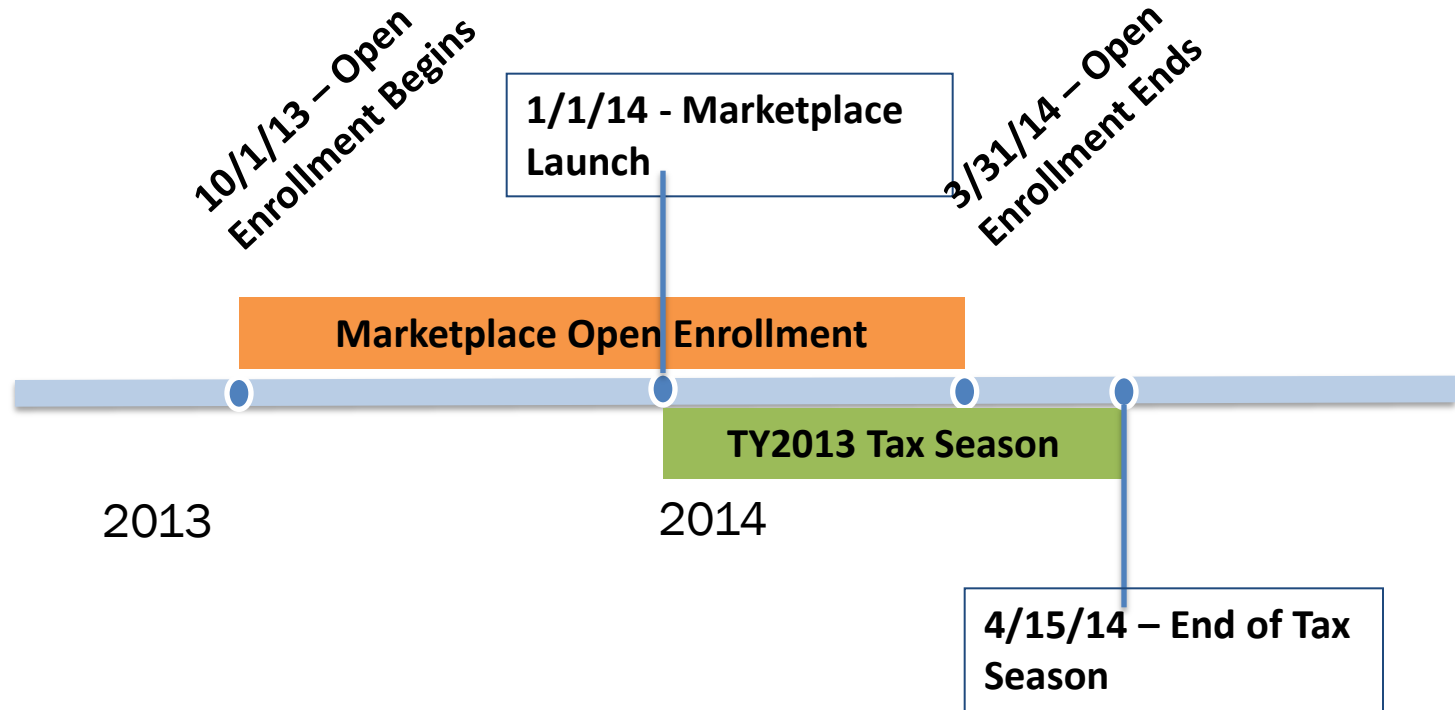 10/1/13 – Open
Enrollment Begins
1/1/14 - Marketplace
Launch
3/31/14 – Open
Enrollment Ends
Marketplace Open Enrollment
TY2013 Tax Season
2013
2014
4/15/14 – End of Tax
Season